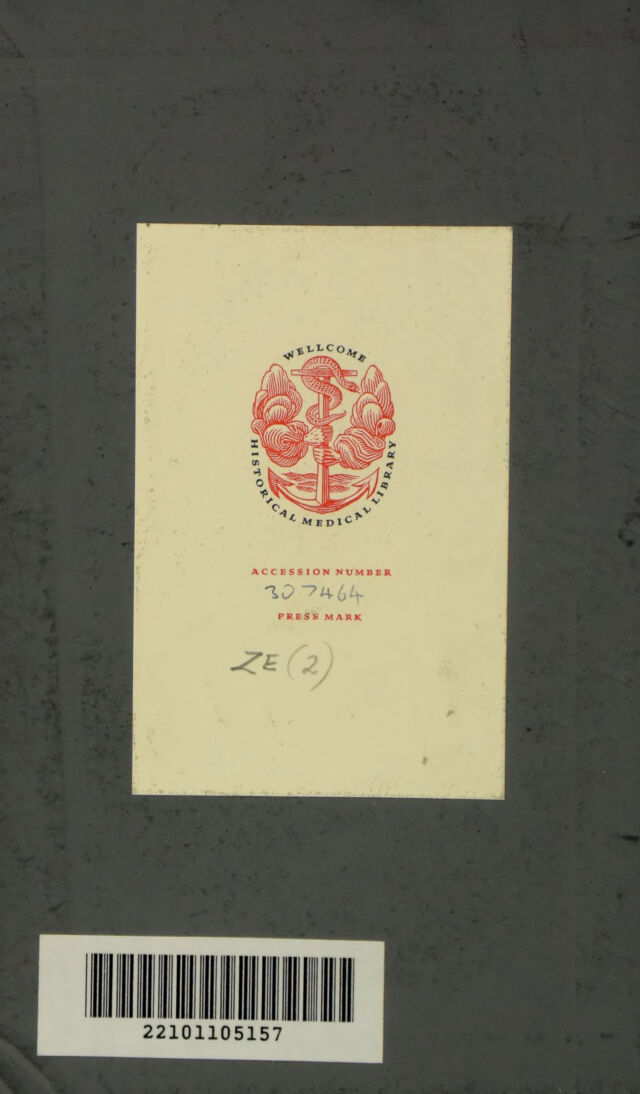 WELLCOME
HISTORICAL MEDICAL LIBRARY
ACCESSION NUMBER
307464
PRESS MARK
ZE(2)
22101105157